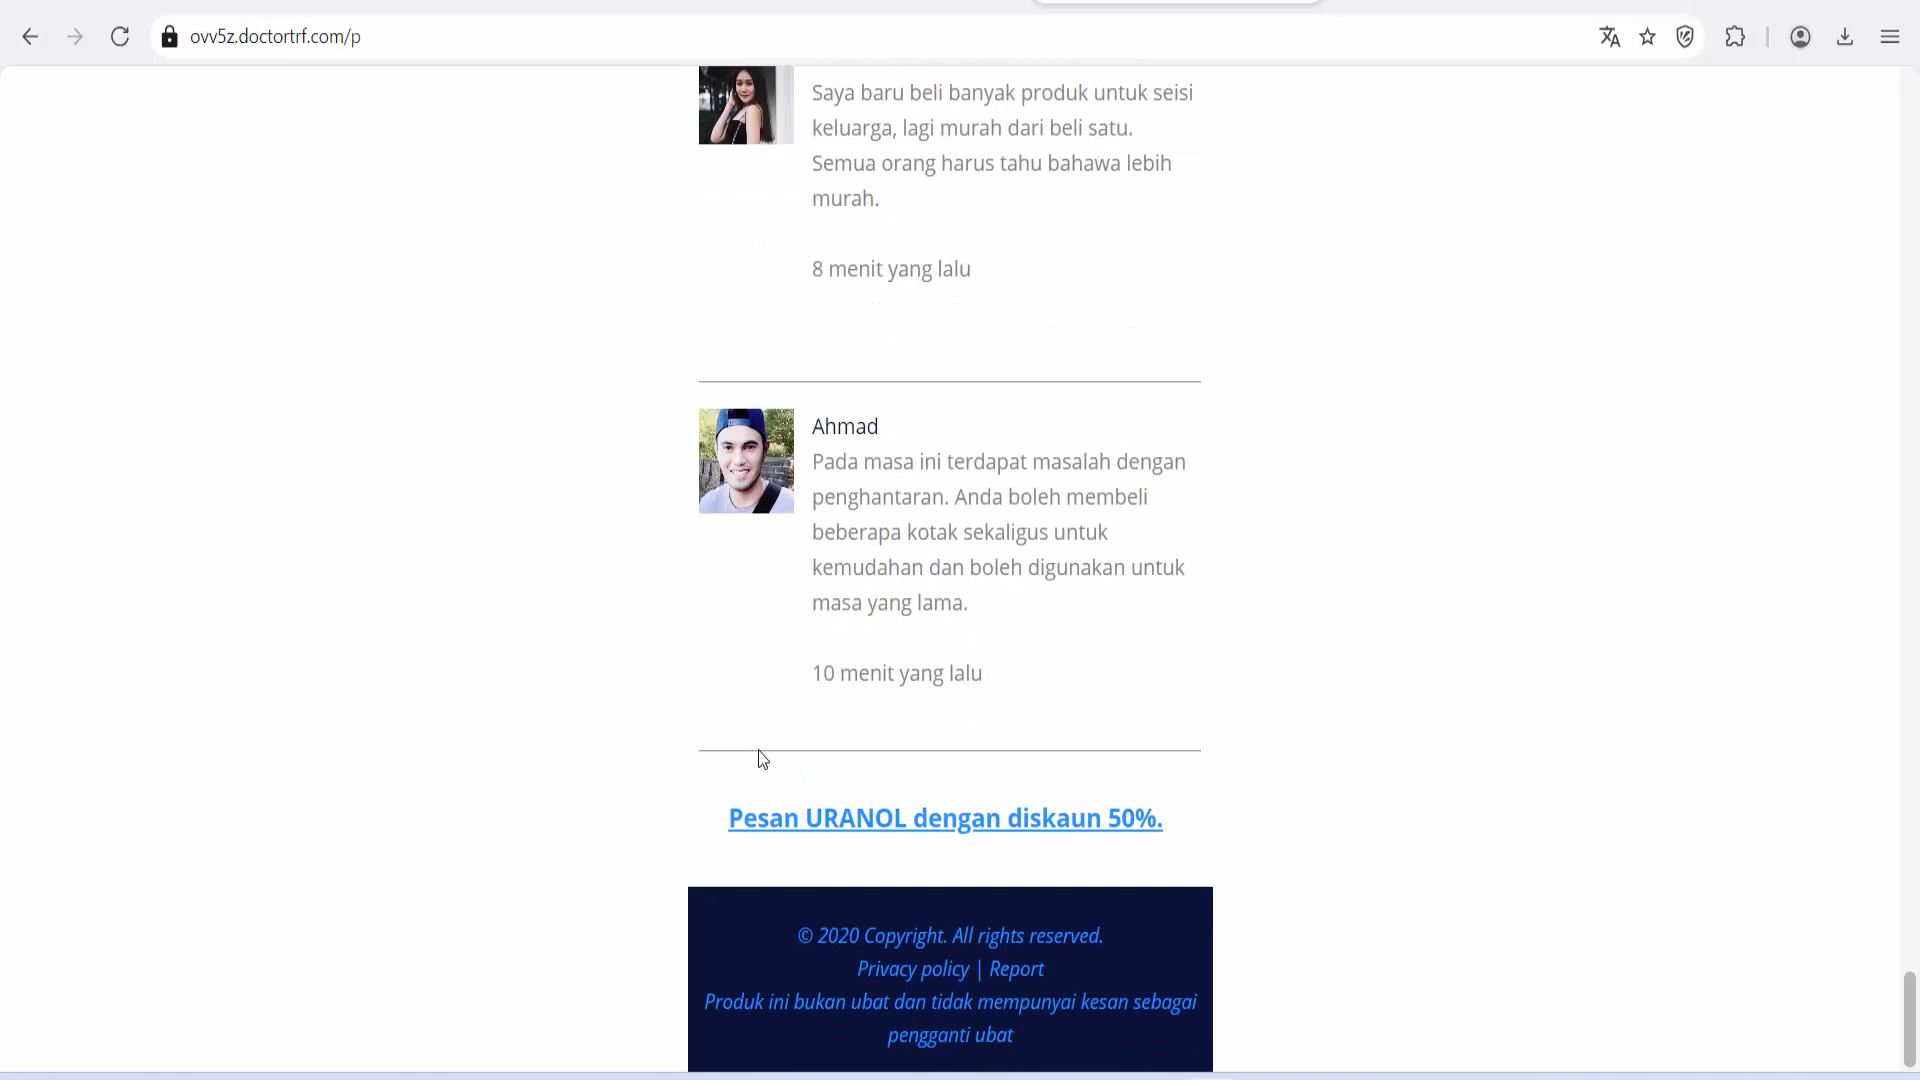 ovv5z.doctortrf.com/p
Saya baru beli banyak produk untuk seisi
keluarga, lagi murah dari beli satu.
Semua orang harus tahu bahawa lebih
murah.
8 menit yang lalu
Ahmad
Pada masa ini terdapat masalah dengan
penghantaran. Anda boleh membeli
beberapa kotak sekaligus untuk
kemudahan dan boleh digunakan untuk
masa yang lama.
10 menit yang lalu
Pesan URANOL dengan diskaun 50%.
© 2020 Copyright. All rights reserved.
Privacy policy | Report
Produk ini bukan ubat dan tidak mempunyai kesan sebagai
pengganti ubat